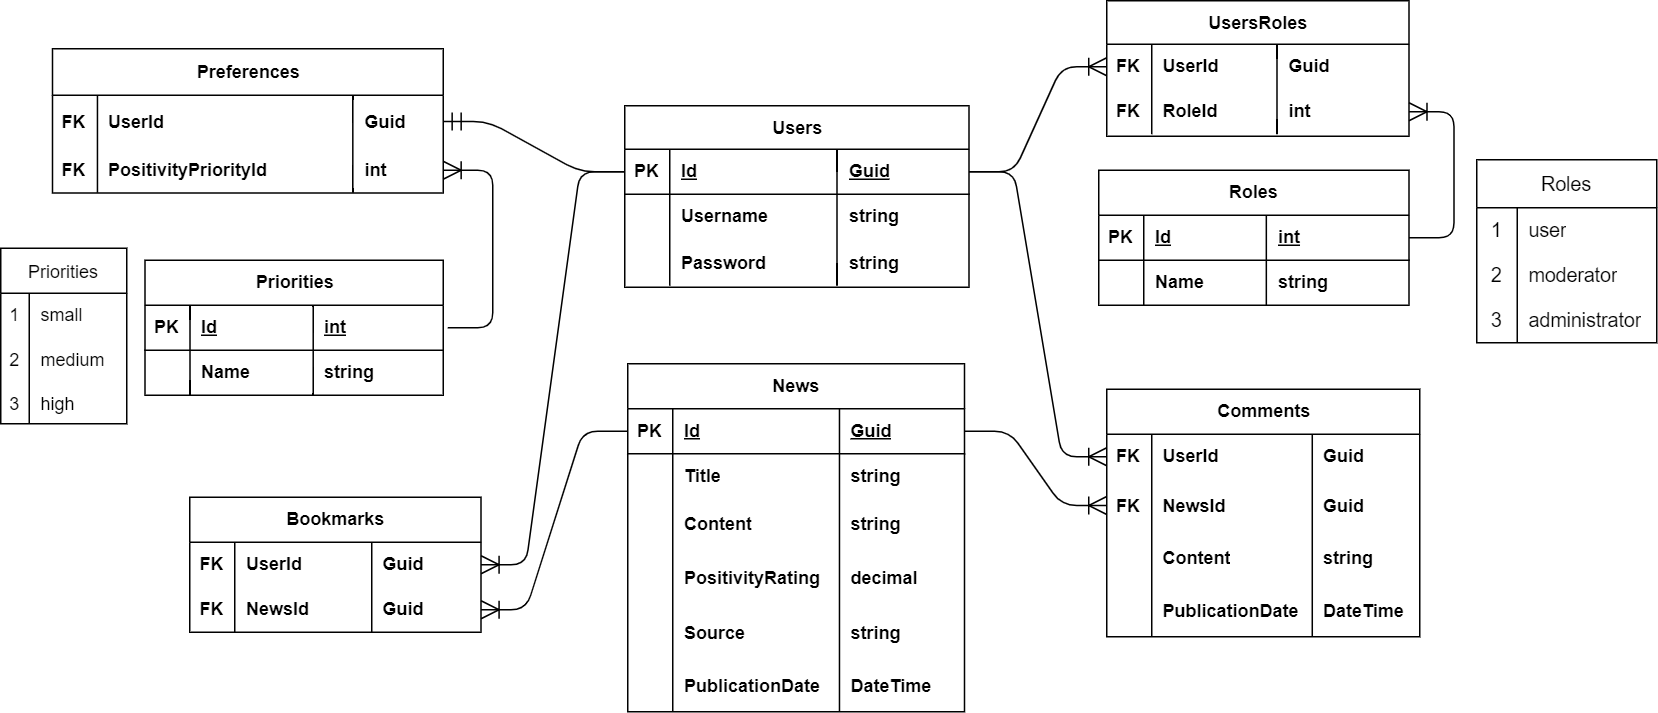 Preferences
FK UserId Guid
FK PositivityPriorityId int
Priorities
1 small
2 medium
3 high
Priorities
PK Id int
Name string
Bookmarks
FK UserId Guid
FK NewsId Guid
Users
PK Id Guid
Username string
Password string
News
PK Id Guid
Title string
Content string
PositivityRating decimal
Source string
PublicationDate DateTime
UsersRoles
FK UserId Guid
FK RoleId int
Roles
PK Id int
Name string
Roles
1 user
2 moderator
3 administrator
Comments
FK UserId Guid
FK NewsId Guid
Content string
PublicationDate DateTime